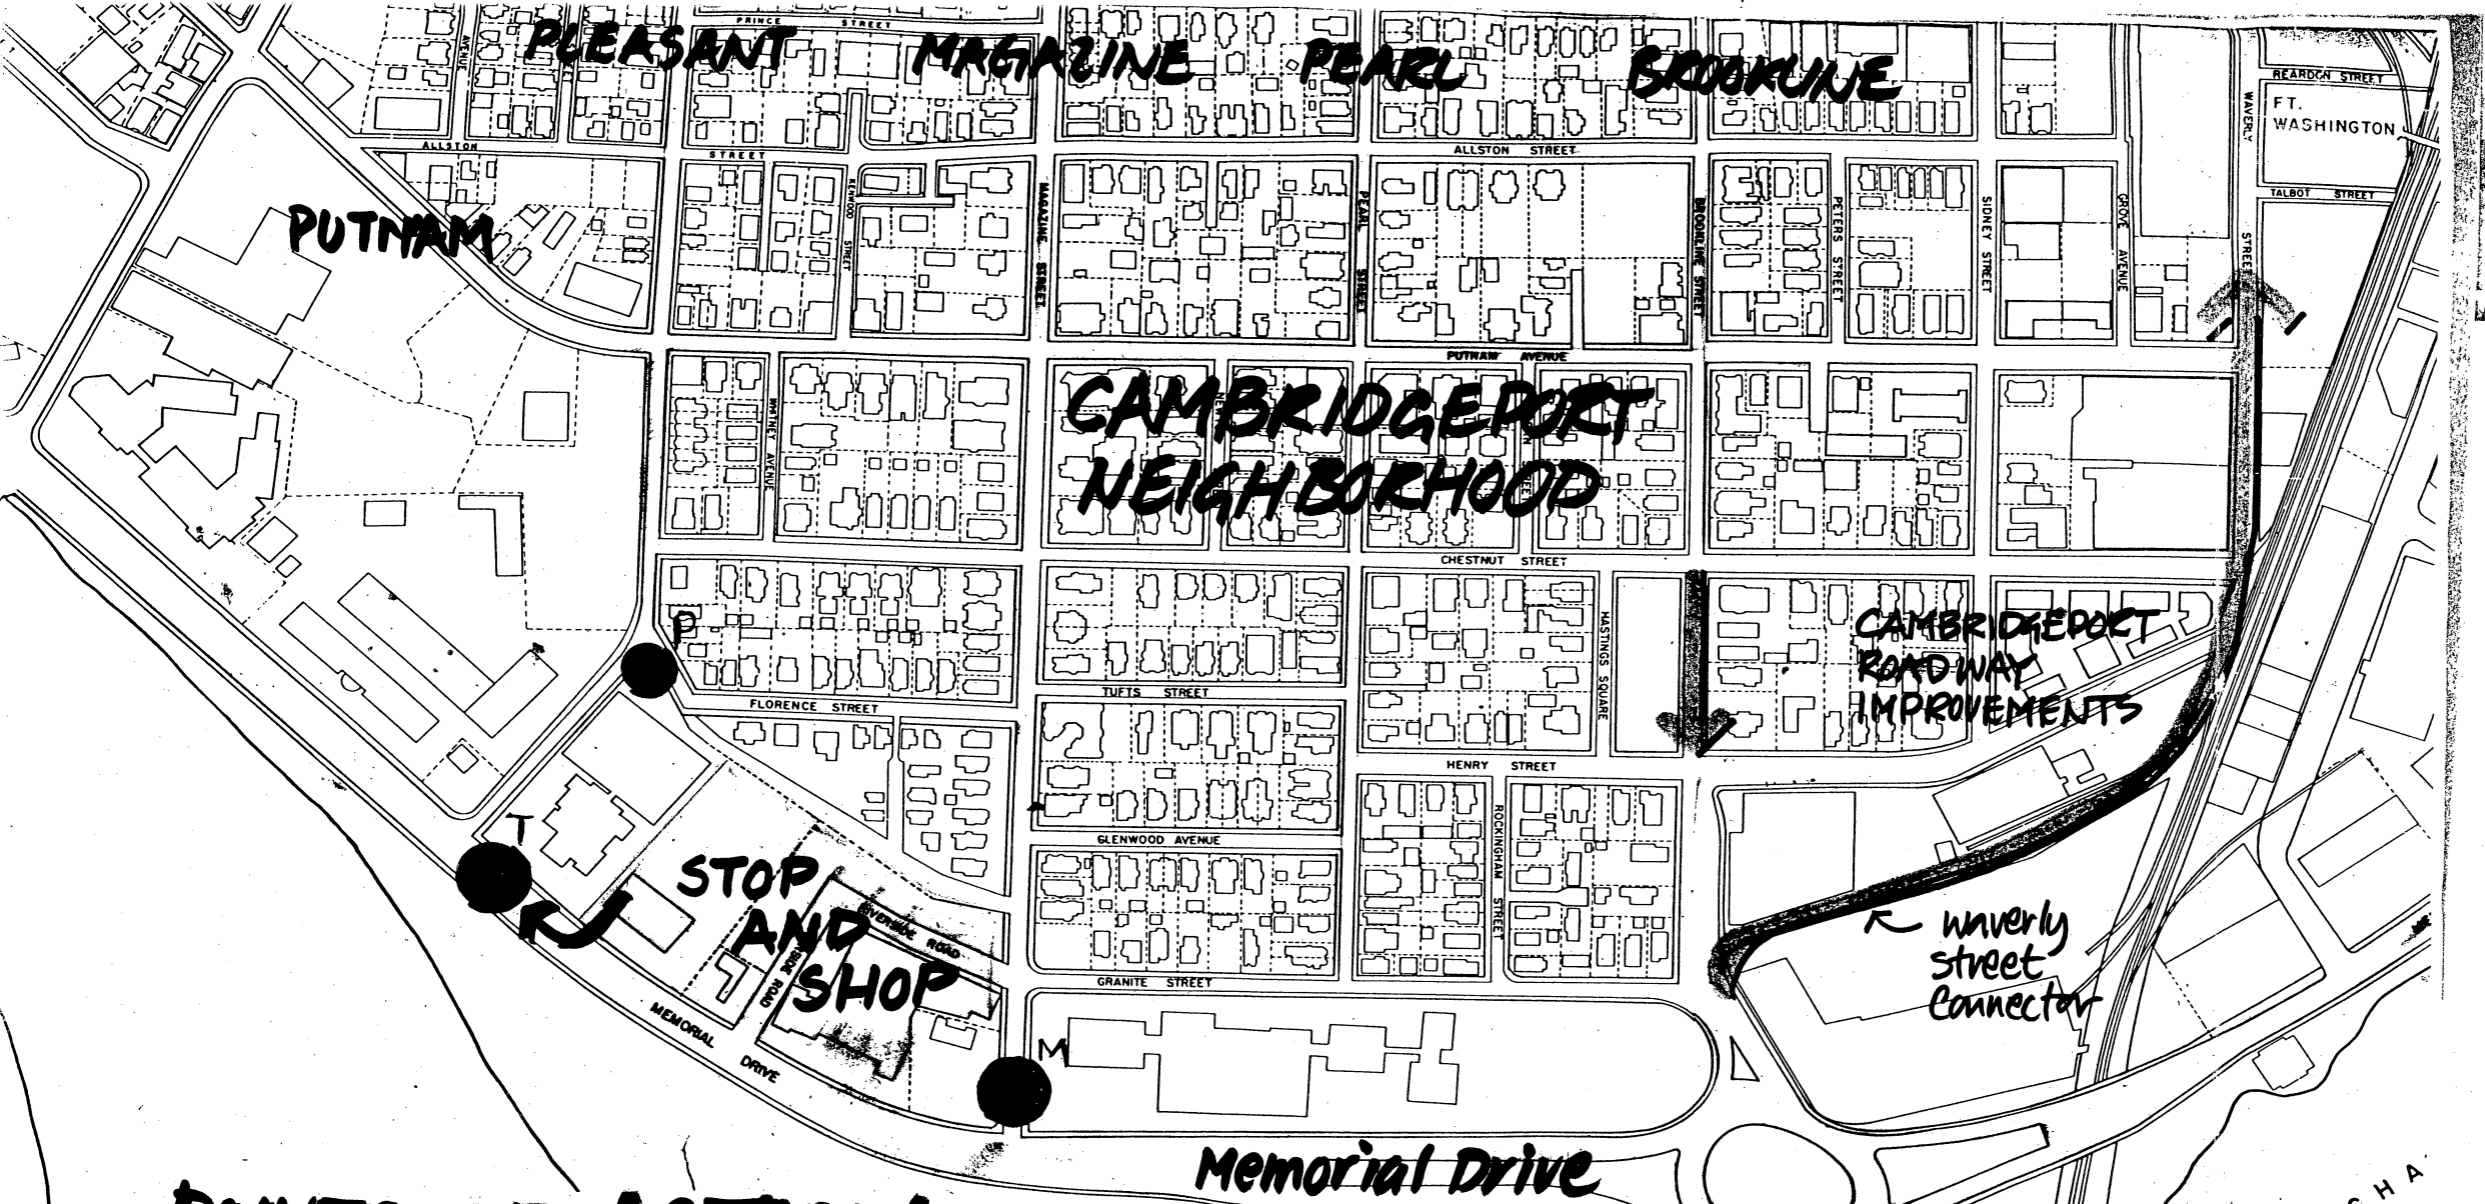 PRINCE STREET
PLEASANT
MAGAZINE
PEARL
BROOKLINE
AVENUE
REARDON STREET
FT.
WASHINGTON
WAVERLY STREET
ALLSTON STREET
ALLSTON STREET
TALBOT STREET
PUTNAM
KENWOOD STREET
MAGAZINE STREET
PEARL STREET
BROOKLINE STREET
PETERS STREET
SIDNEY STREET
GROVE AVENUE
PUTNAM AVENUE
CAMBRIDGEPORT
NEIGHBORHOOD
WHITNEY AVENUE
CHESTNUT STREET
P
HASTINGS SQUARE
CAMBRIDGEPORT
ROADWAY
IMPROVEMENTS
TUFTS STREET
FLORENCE STREET
HENRY STREET
T
GLENWOOD AVENUE
ROCKINGHAM STREET
STOP
AND
SHOP
RIVERSIDE ROAD
SIDE ROAD
waverly
street
connector
GRANITE STREET
MEMORIAL DRIVE
M
Memorial Drive